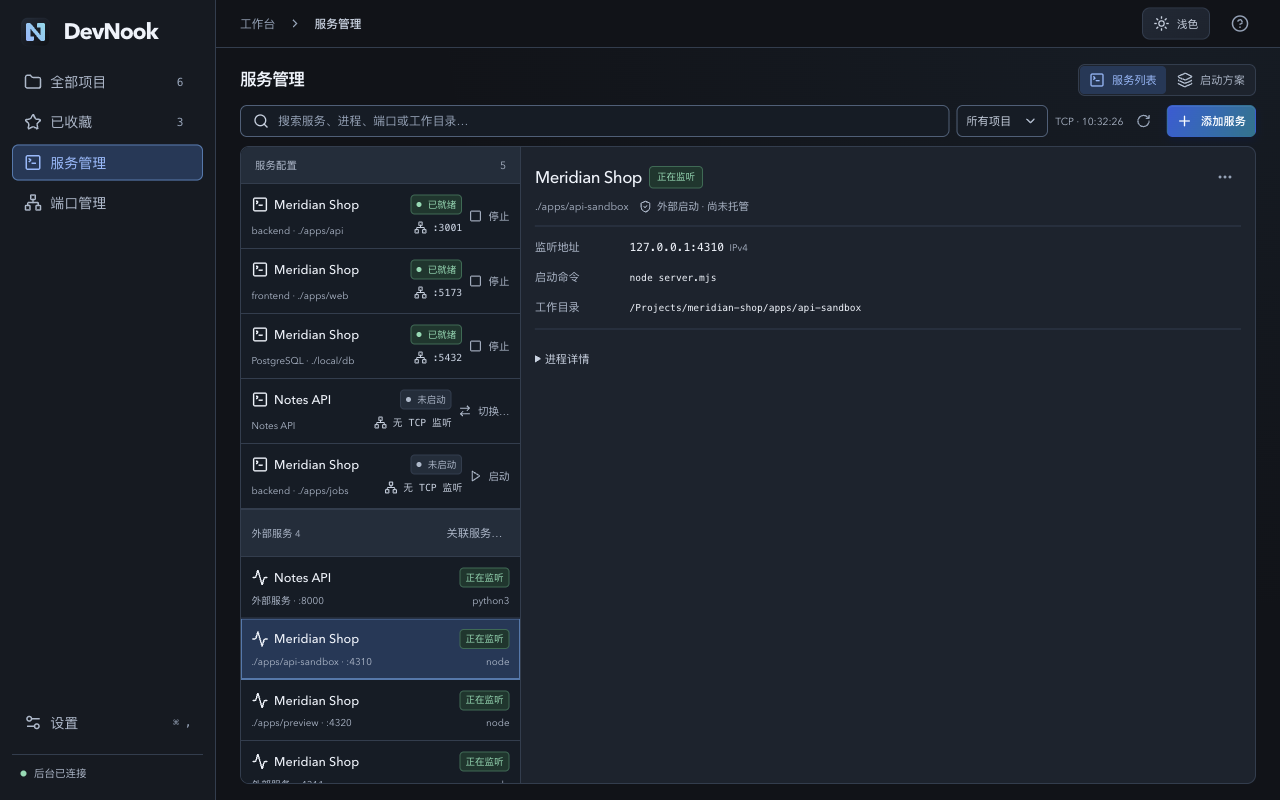 DevNook
全部项目 6
已收藏 3
服务管理
端口管理
设置 ⌘ ,
后台已连接
工作台 > 服务管理
浅色
服务管理
服务列表
启动方案
搜索服务、进程、端口或工作目录…
所有项目
TCP · 10:32:26
添加服务
服务配置 5
Meridian Shop 已就绪
backend · ./apps/api :3001 停止
Meridian Shop 已就绪
frontend · ./apps/web :5173 停止
Meridian Shop 已就绪
PostgreSQL · ./local/db :5432 停止
Notes API 未启动
Notes API 无 TCP 监听 切换…
Meridian Shop 未启动
backend · ./apps/jobs 无 TCP 监听 启动
外部服务 4 关联服务…
Notes API 正在监听
外部服务 · :8000 python3
Meridian Shop 正在监听
./apps/api-sandbox · :4310 node
Meridian Shop 正在监听
./apps/preview · :4320 node
Meridian Shop 正在监听
Meridian Shop 正在监听
./apps/api-sandbox 外部启动 · 尚未托管
监听地址 127.0.0.1:4310 IPv4
启动命令 node server.mjs
工作目录 /Projects/meridian-shop/apps/api-sandbox
进程详情